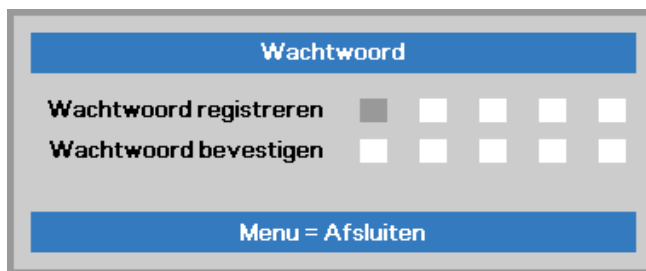 Wachtwoord
Wachtwoord registreren
Wachtwoord bevestigen
Menu = Afsluiten